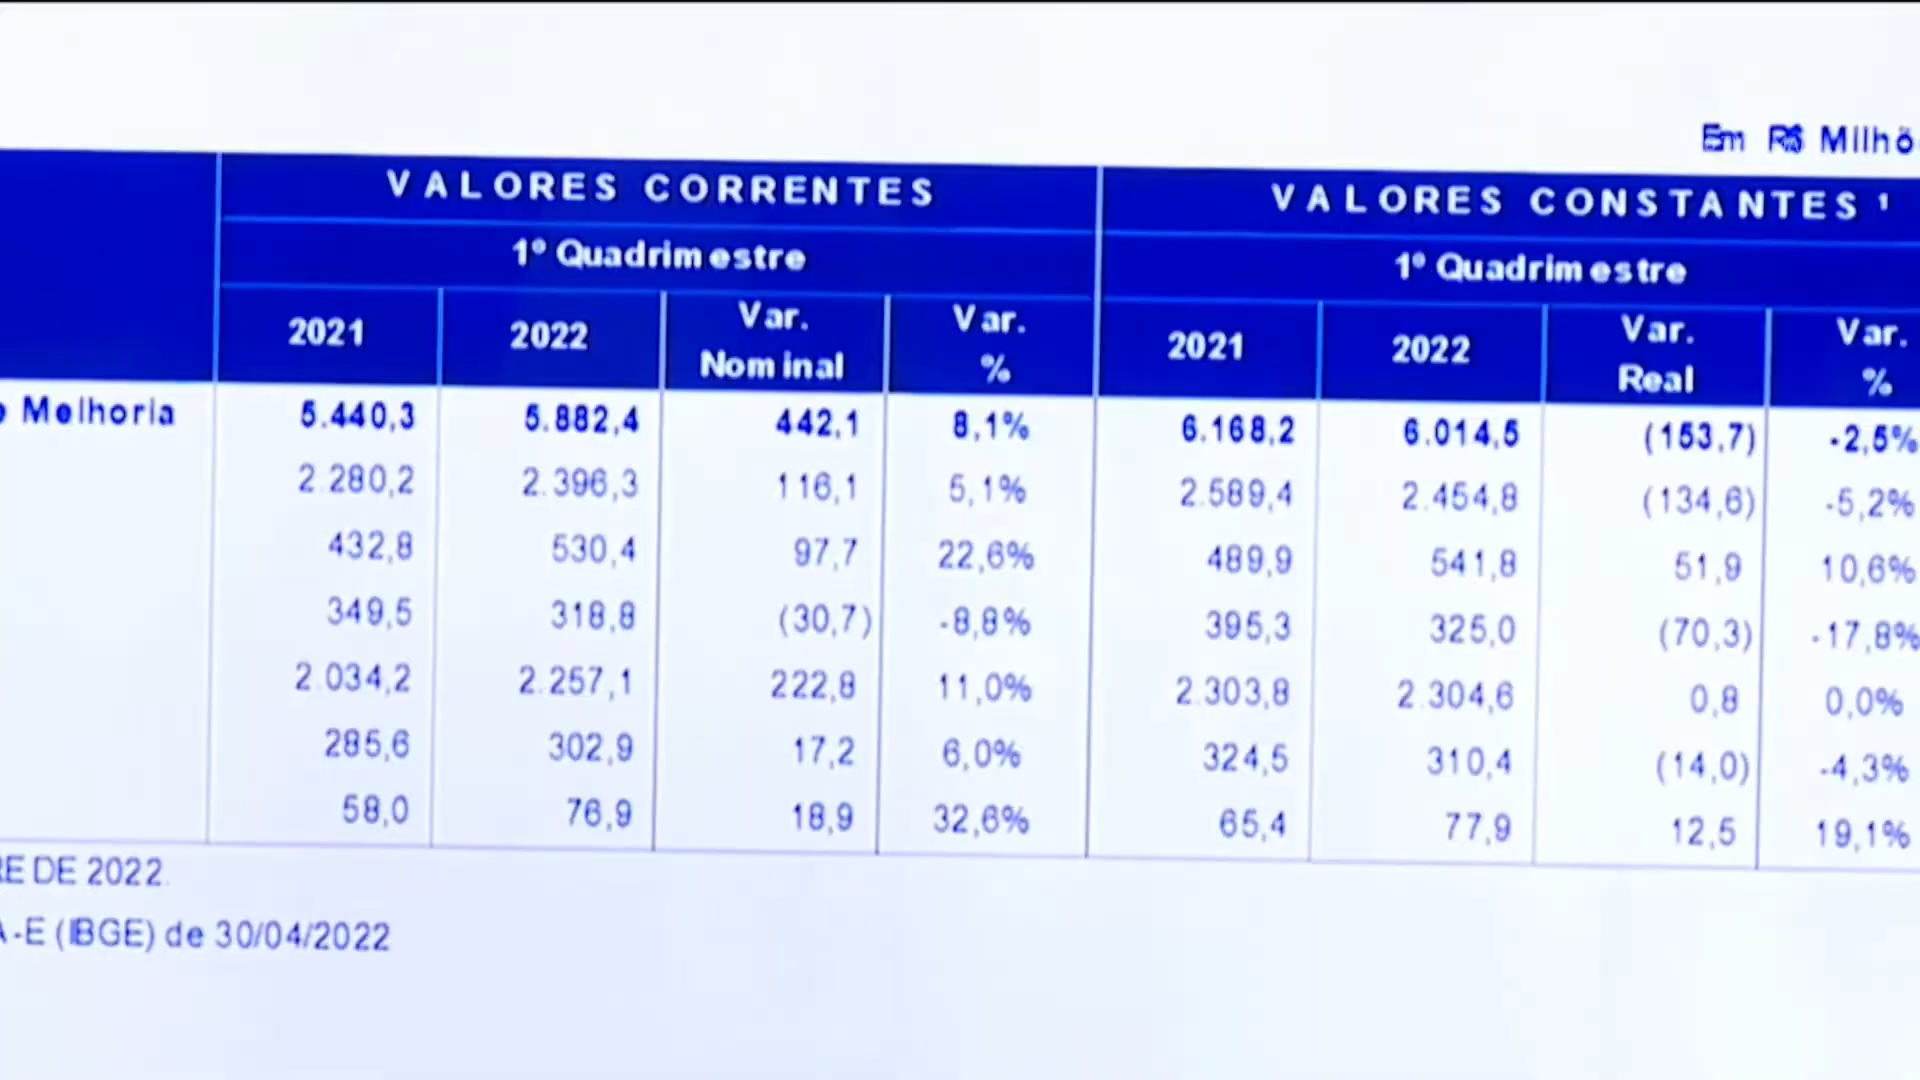 Em R$ Milhõ
VALORES CORRENTES VALORES CONSTANTES ¹
1º Quadrimestre 1º Quadrimestre
2021 2022 Var. Nominal Var. % 2021 2022 Var. Real Var. %
Melhoria 5.440,3 5.882,4 442,1 8,1% 6.168,2 6.014,5 (153,7) -2,5%
2.280,2 2.396,3 116,1 5,1% 2.589,4 2.454,8 (134,6) -5,2%
432,8 530,4 97,7 22,6% 489,9 541,8 51,9 10,6%
349,5 318,8 (30,7) -8,8% 395,3 325,0 (70,3) -17,8%
2.034,2 2.257,1 222,8 11,0% 2.303,8 2.304,6 0,8 0,0%
285,6 302,9 17,2 6,0% 324,5 310,4 (14,0) -4,3%
58,0 76,9 18,9 32,6% 65,4 77,9 12,5 19,1%
RE DE 2022.
A-E (IBGE) de 30/04/2022